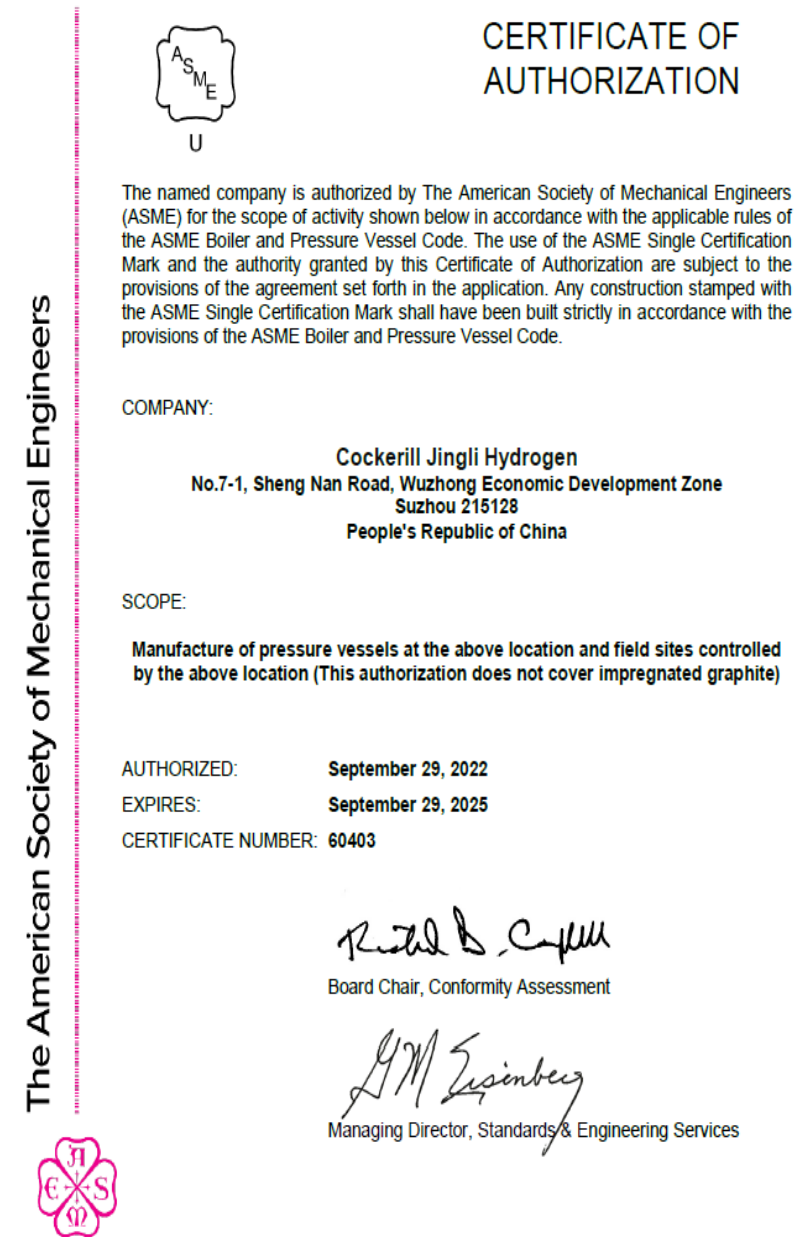 The American Society of Mechanical Engineers
A
S
M
E
U
CERTIFICATE OF
AUTHORIZATION
The named company is authorized by The American Society of Mechanical Engineers
(ASME) for the scope of activity shown below in accordance with the applicable rules of
the ASME Boiler and Pressure Vessel Code. The use of the ASME Single Certification
Mark and the authority granted by this Certificate of Authorization are subject to the
provisions of the agreement set forth in the application. Any construction stamped with
the ASME Single Certification Mark shall have been built strictly in accordance with the
provisions of the ASME Boiler and Pressure Vessel Code.
COMPANY:
Cockerill Jingli Hydrogen
No.7-1, Sheng Nan Road, Wuzhong Economic Development Zone
Suzhou 215128
People's Republic of China
SCOPE:
Manufacture of pressure vessels at the above location and field sites controlled
by the above location (This authorization does not cover impregnated graphite)
AUTHORIZED: September 29, 2022
EXPIRES: September 29, 2025
CERTIFICATE NUMBER: 60403
Board Chair, Conformity Assessment
GM Eisenberg
Managing Director, Standards & Engineering Services
A
E S
M